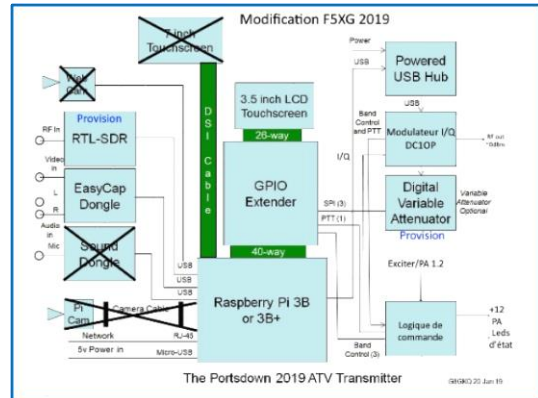 Modification F5XG 2019
7 inch
Touchscreen
Power
USB
Powered
USB Hub
Web
Cam
DSI Cable
3.5 inch LCD
Touchscreen
26-way
USB
Band
Control
and PTT
Modulateur I/Q
DC1OP
RF In
Provision
RTL-SDR
I/Q
Video
in
EasyCap
Dongle
L
R
GPIO
Extender
SPI (3)
PTT (1)
Digital
Variable
Attenuator
Variable
Attenuator
Optional
Provision
Audio
in
Mic
Sound
Dongle
40-way
USB
USB
USB
Exciter/PA 1.2
Pi
Cam
Camera Cable
Raspberry Pi 3B
or 3B+
Network
RJ-45
5v Power in
Micro-USB
Band
Control (3)
Logique de
commande
+12
PA
Leds
d'état
The Portsdown 2019 ATV Transmitter
G8GKQ 20 Jun 19